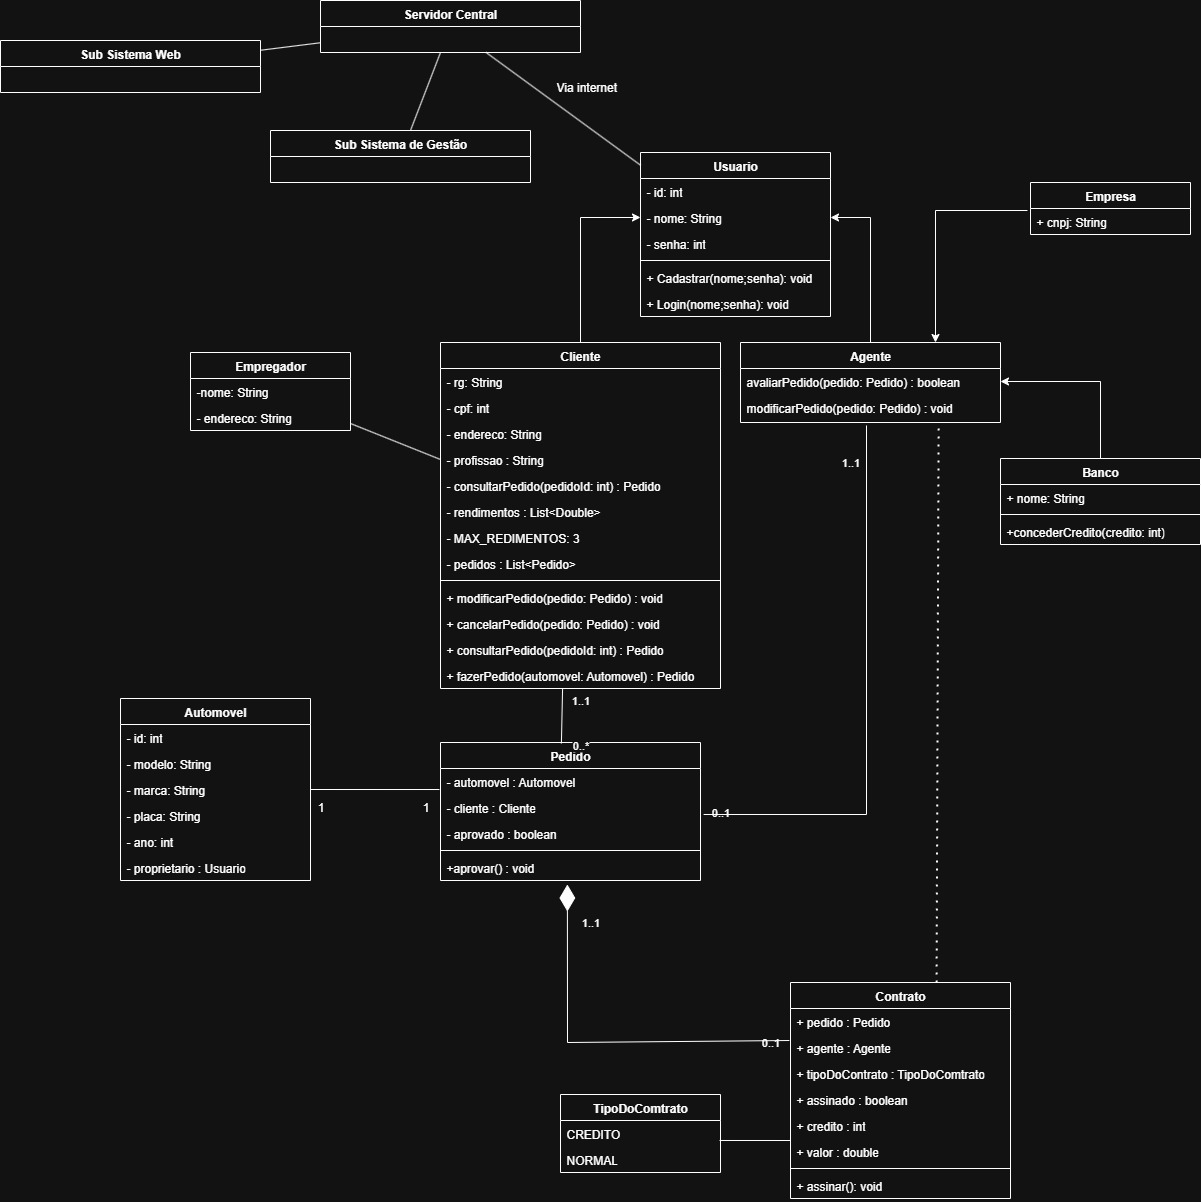 Servidor Central
Sub Sistema Web
Via internet
Sub Sistema de Gestão
Usuario
- id: int
- nome: String
- senha: int
+ Cadastrar(nome;senha): void
+ Login(nome;senha): void
Empresa
+ cnpj: String
Empregador
-nome: String
- endereco: String
Cliente
- rg: String
- cpf: int
- endereco: String
- profissao : String
- consultarPedido(pedidoId: int) : Pedido
- rendimentos : List<Double>
- MAX_REDIMENTOS: 3
- pedidos : List<Pedido>
+ modificarPedido(pedido: Pedido) : void
+ cancelarPedido(pedido: Pedido) : void
+ consultarPedido(pedidoId: int) : Pedido
+ fazerPedido(automovel: Automovel) : Pedido
Agente
avaliarPedido(pedido: Pedido) : boolean
modificarPedido(pedido: Pedido) : void
1..1
Banco
+ nome: String
+concederCredito(credito: int)
1..1
0..*
Automovel
- id: int
- modelo: String
- marca: String
- placa: String
- ano: int
- proprietario : Usuario
1
1
Pedido
- automovel : Automovel
- cliente : Cliente
- aprovado : boolean
+aprovar() : void
0..1
1..1
0..1
Contrato
+ pedido : Pedido
+ agente : Agente
+ tipoDoContrato : TipoDoComtrato
+ assinado : boolean
+ credito : int
+ valor : double
+ assinar(): void
TipoDoComtrato
CREDITO
NORMAL